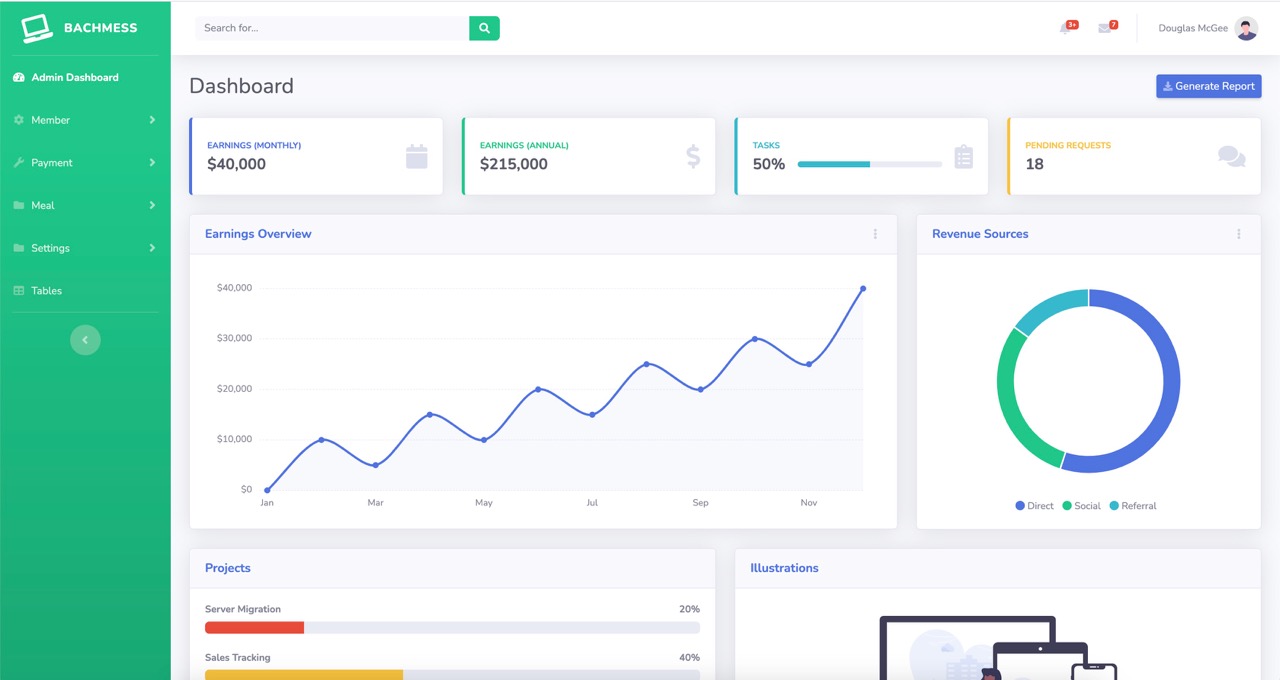 BACHMESS
Admin Dashboard
Member
Payment
Meal
Settings
Tables
Search for...
3+
7
Douglas McGee
Dashboard
Generate Report
EARNINGS (MONTHLY)
$40,000
EARNINGS (ANNUAL)
$215,000
TASKS
50%
PENDING REQUESTS
18
Earnings Overview
$40,000
$30,000
$20,000
$10,000
$0
Jan Mar May Jul Sep Nov
Revenue Sources
Direct Social Referral
Projects
Server Migration 20%
Sales Tracking 40%
Illustrations